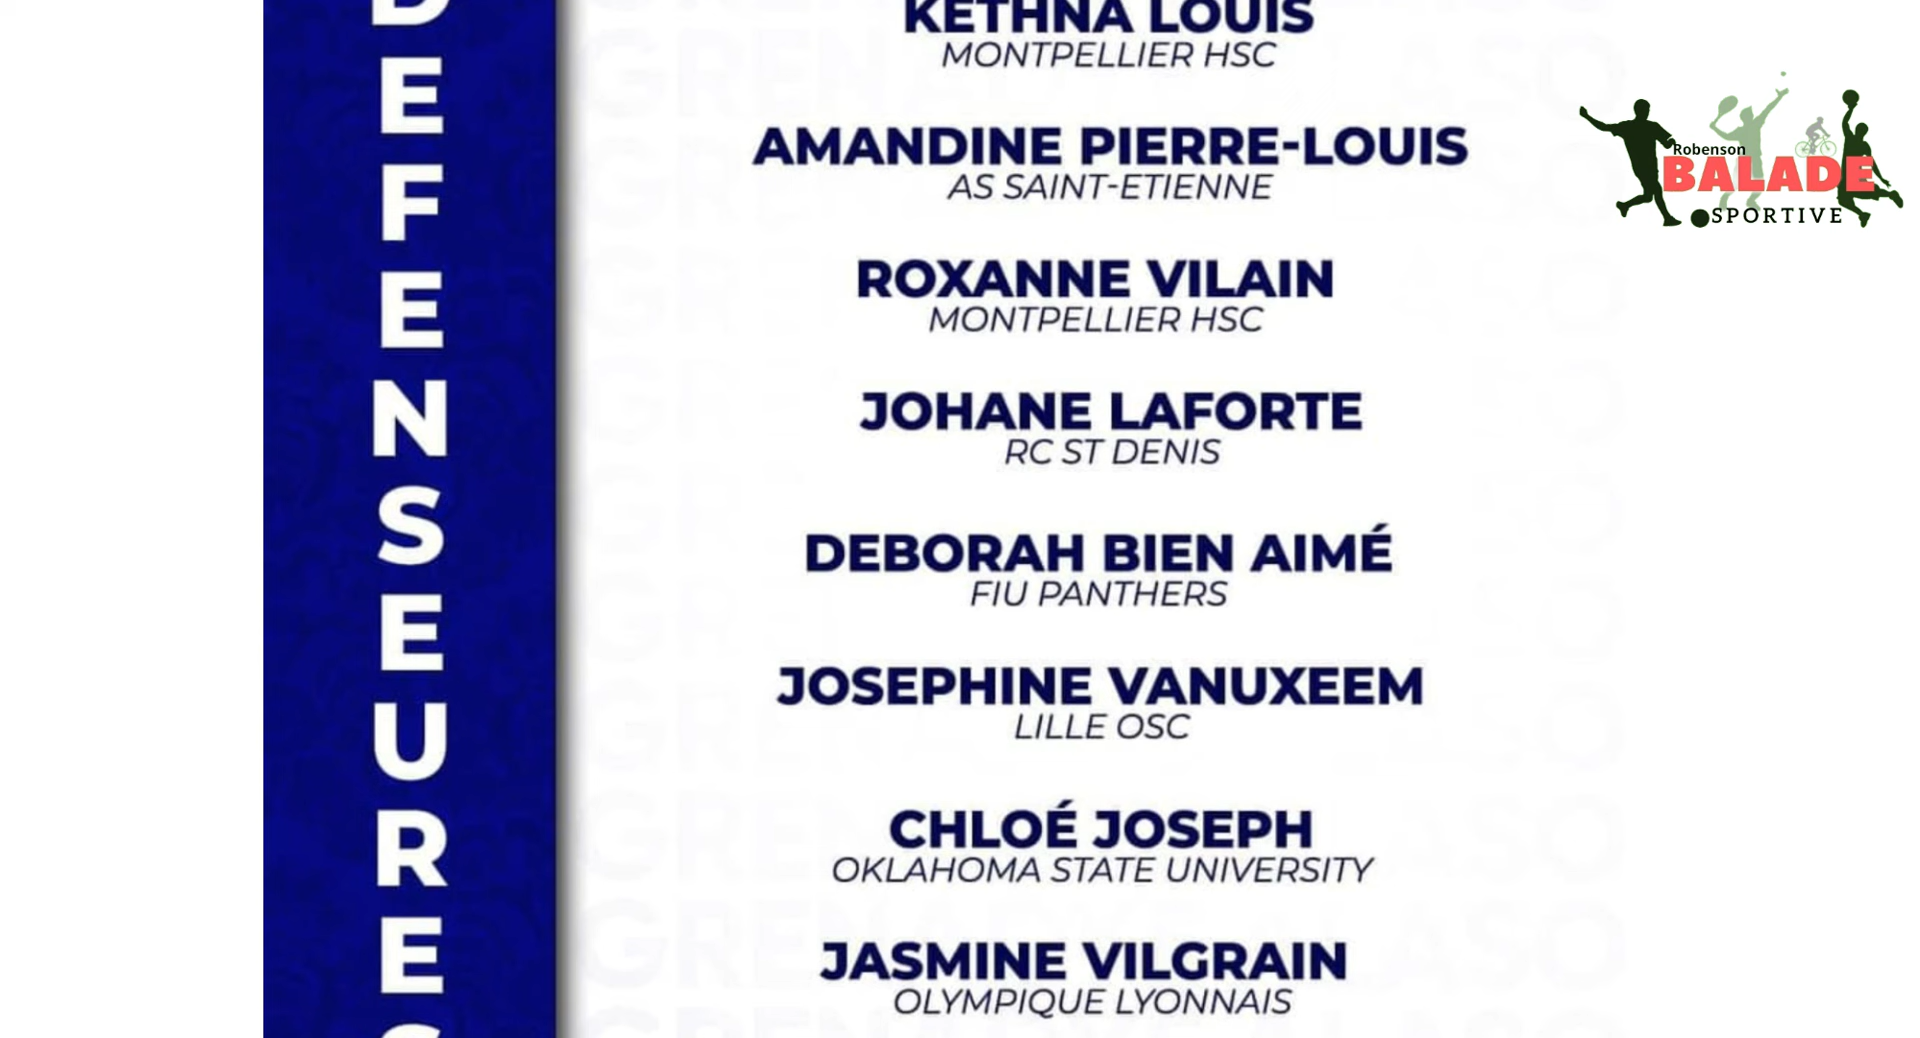 DEFENSEURES
KETHNA LOUIS
MONTPELLIER HSC
AMANDINE PIERRE-LOUIS
AS SAINT-ETIENNE
ROXANNE VILAIN
MONTPELLIER HSC
JOHANE LAFORTE
RC ST DENIS
DEBORAH BIEN AIMÉ
FIU PANTHERS
JOSEPHINE VANUXEEM
LILLE OSC
CHLOÉ JOSEPH
OKLAHOMA STATE UNIVERSITY
JASMINE VILGRAIN
OLYMPIQUE LYONNAIS
Robenson
BALADE
SPORTIVE